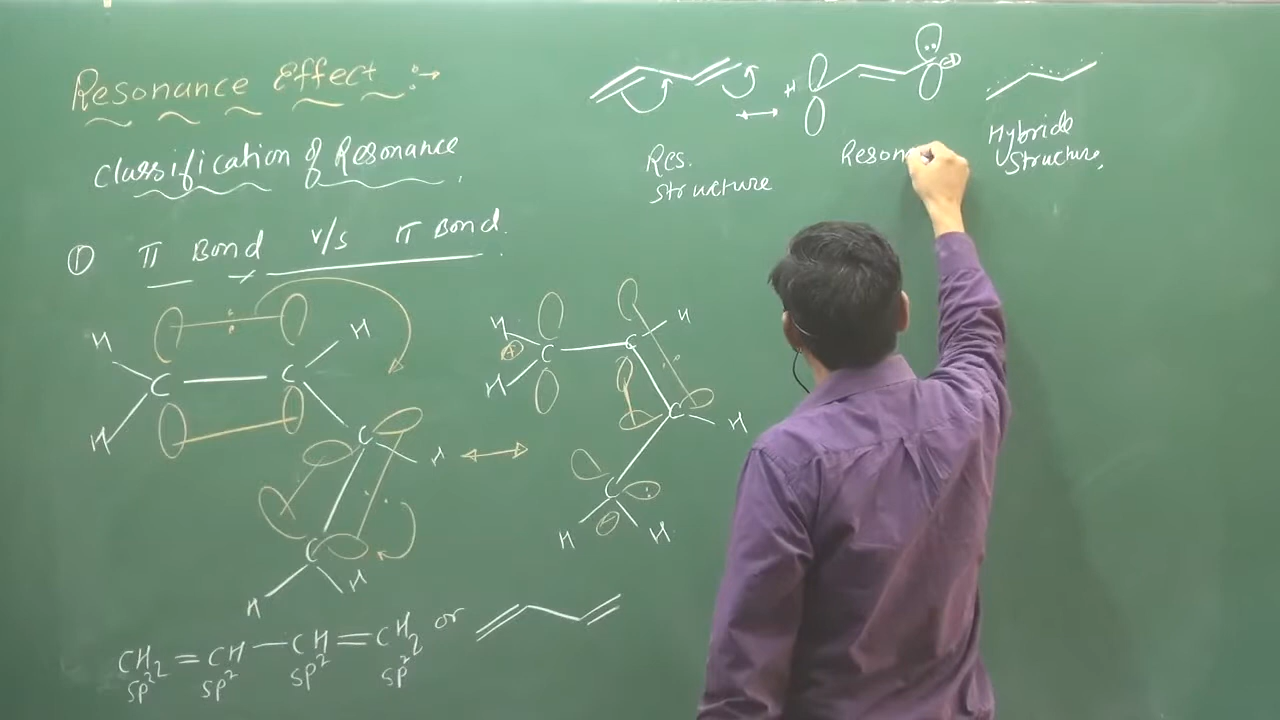 Resonance Effect :→
Classification of Resonance
① π Bond v/s π Bond.
Res.
structure
Reson
Hybride
Structure,
H
H
C
C
H
C
H
C
H
H
H
H
C
C
H
C
H
C
H
H
CH2 = CH — CH = CH2 or
sp2 sp2 sp2 sp2